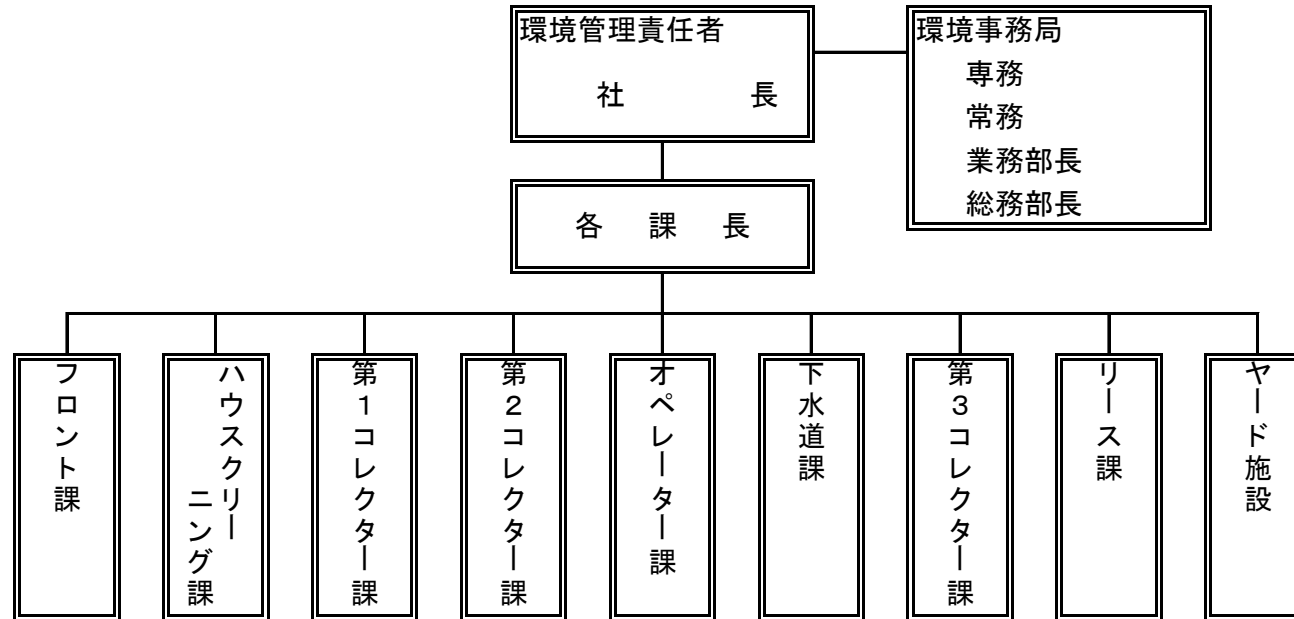 環境管理責任者
社　　　長
環境事務局
専務
常務
業務部長
総務部長
各　課　長
フロント課
ハウスクリー
ニング課
第１コレクター課
第２コレクター課
オペレーター課
下水道課
第３コレクター課
リース課
ヤード施設